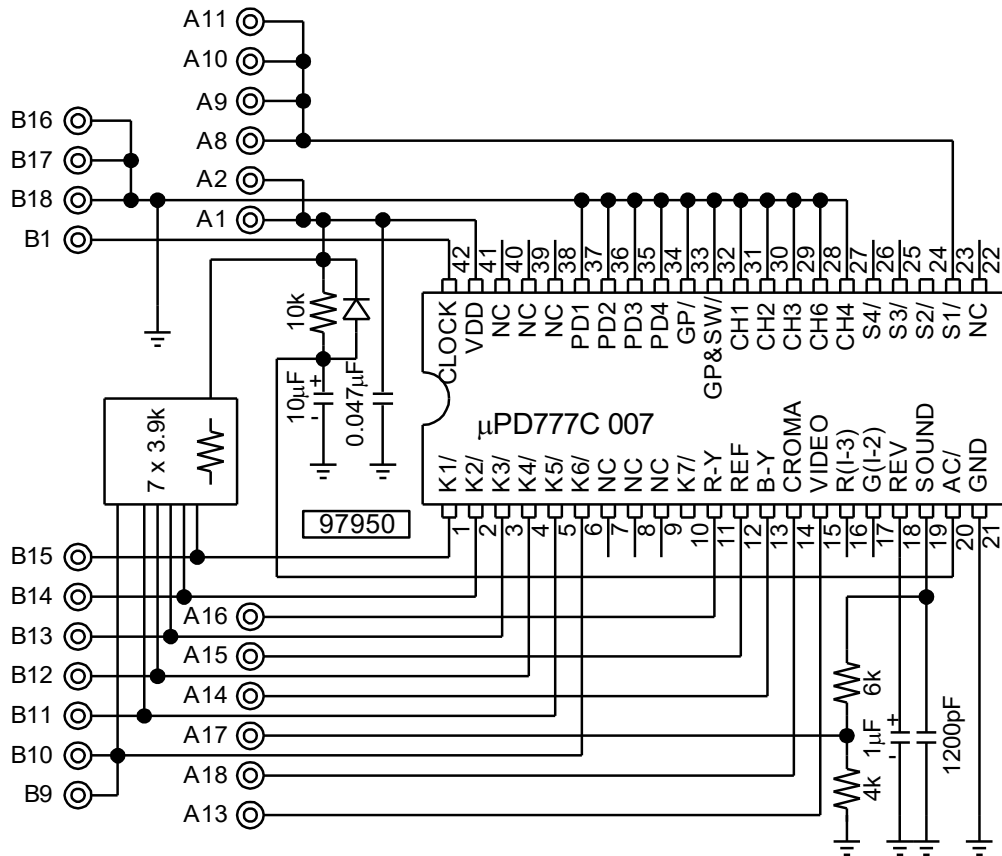 A11
A10
A9
A8
A2
A1
B16
B17
B18
B1
42 41 40 39 38 37 36 35 34 33 32 31 30 29 28 27 26 25 24 23 22
CLOCK VDD NC NC NC PD1 PD2 PD3 PD4 GP/ GP&SW/ CH1 CH2 CH3 CH6 CH4 S4/ S3/ S2/ S1/ NC
10k
10μF
+
-
0.047μF
7 x 3.9k
μPD777C 007
K1/ K2/ K3/ K4/ K5/ K6/ NC NC NC K7/ R-Y REF B-Y CROMA VIDEO R(I-3) G(I-2) REV SOUND AC/ GND
1 2 3 4 5 6 7 8 9 10 11 12 13 14 15 16 17 18 19 20 21
97950
B15
B14
B13
B12
B11
B10
B9
A16
A15
A14
A17
A18
A13
6k
4k
1μF
+
-
1200pF